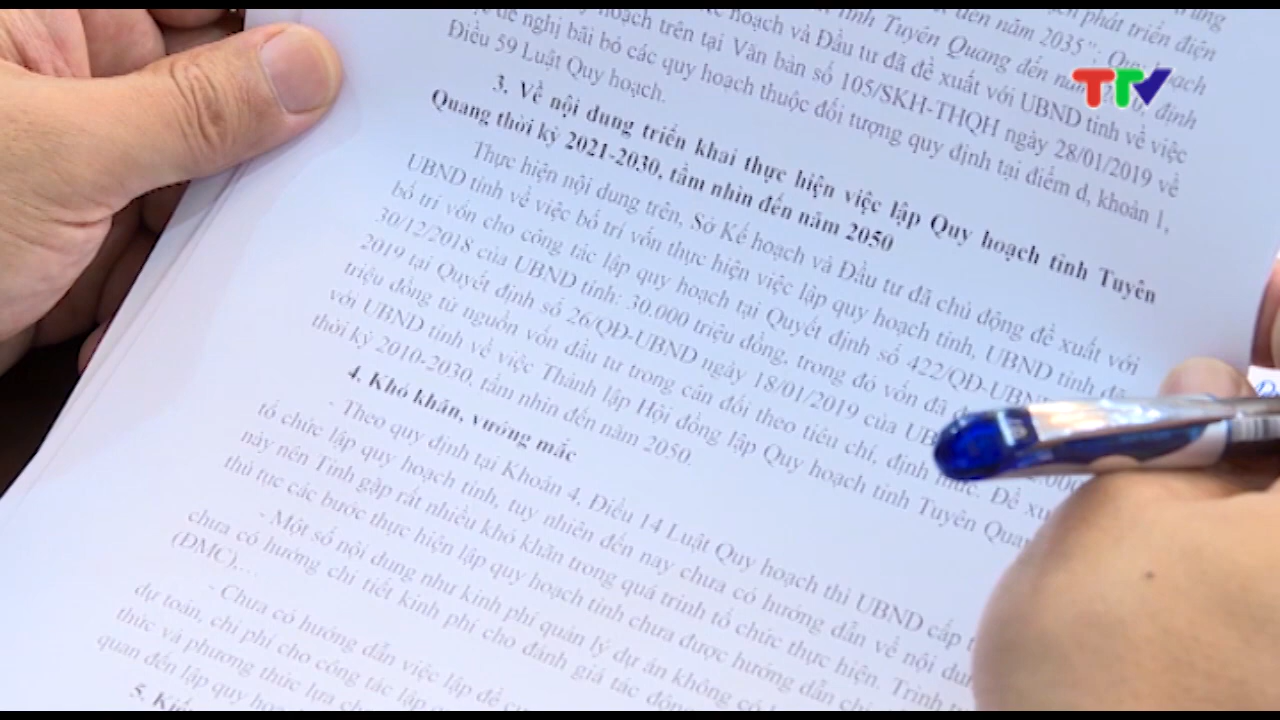 phát triển điện
tỉnh Tuyên Quang đến năm
đến năm 2035"; Quy hoạch
hoạch và Đầu tư đã đề xuất với UBND tỉnh về việc
hoạch trên tại Văn bản số 105/SKH-THQH ngày 28/01/2019 về
đề nghị bãi bỏ các quy hoạch thuộc đối tượng quy định tại điểm d, khoản 1,
Điều 59 Luật Quy hoạch.
TTV
3. Về nội dung triển khai thực hiện việc lập Quy hoạch tỉnh Tuyên
Quang thời kỳ 2021-2030, tầm nhìn đến năm 2050
Thực hiện nội dung trên, Sở Kế hoạch và Đầu tư đã chủ động đề xuất với
UBND tỉnh về việc bố trí vốn thực hiện việc lập quy hoạch tỉnh, UBND tỉnh
bố trí vốn cho công tác lập quy hoạch tại Quyết định số 422/QĐ-UBND
30/12/2018 của UBND tỉnh: 30.000 triệu đồng, trong đó vốn đã
2019 tại Quyết định số 26/QĐ-UBND ngày 18/01/2019 của
triệu đồng từ nguồn vốn đầu tư trong cân đối theo tiêu chí, định mức. Đề
với UBND tỉnh về việc Thành lập Hội đồng lập Quy hoạch tỉnh Tuyên
thời kỳ 2010-2030, tầm nhìn đến năm 2050.
4. Khó khăn, vướng mắc
- Theo quy định tại Khoản 4, Điều 14 Luật Quy hoạch thì UBND cấp
tổ chức lập quy hoạch tỉnh, tuy nhiên đến nay chưa có hướng dẫn về nội
này nên Tỉnh gặp rất nhiều khó khăn trong quá trình tổ chức thực hiện. Trình
thủ tục các bước thực hiện lập quy hoạch tỉnh chưa được hướng dẫn
- Một số nội dung như kinh phí quản lý dự án không có
chưa có hướng chi tiết kinh phí cho đánh giá tác động
(ĐMC),...
- Chưa có hướng dẫn việc lập đề
dự toán, chi phí cho công tác lập
thức và phương thức lựa
quan đến lập quy
5.